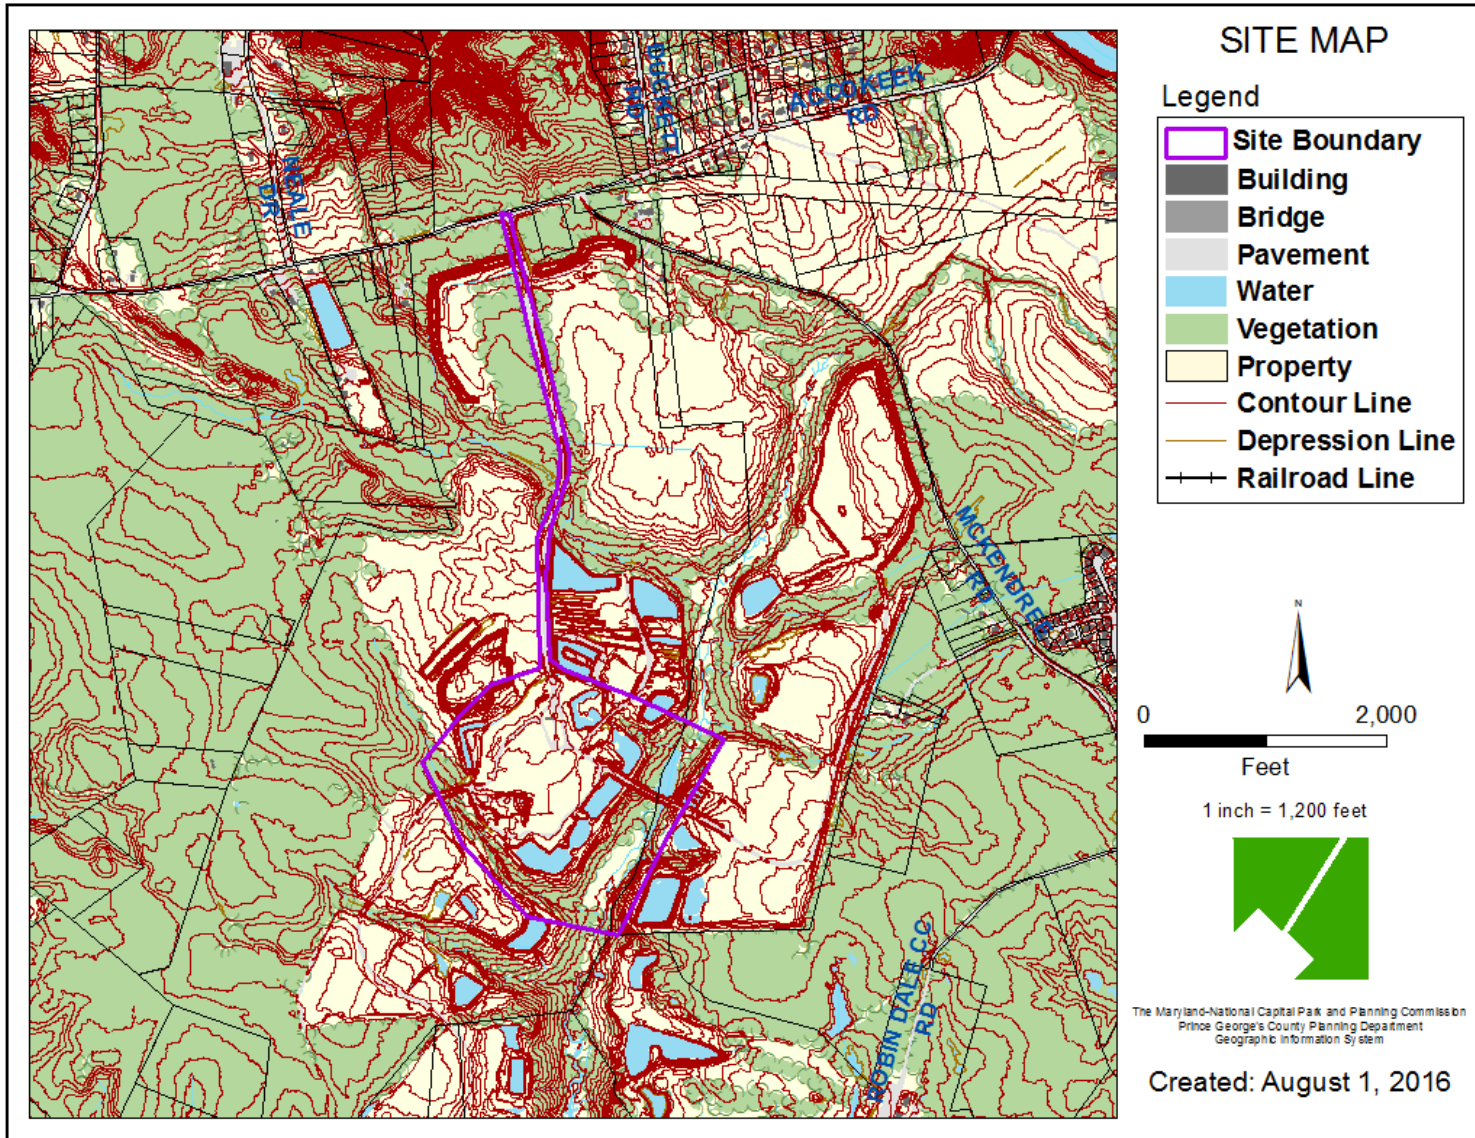 SITE MAP
Legend
Site Boundary
Building
Bridge
Pavement
Water
Vegetation
Property
Contour Line
Depression Line
Railroad Line
N
0 2,000
Feet
1 inch = 1,200 feet
The Maryland-National Capital Park and Planning Commission
Prince George's County Planning Department
Geographic Information System
Created: August 1, 2016
NEALE
DR
DUCKETT
RD
ACCOKEEK
RD
MCKENDREE
RD
ROBIN DALE CC
RD